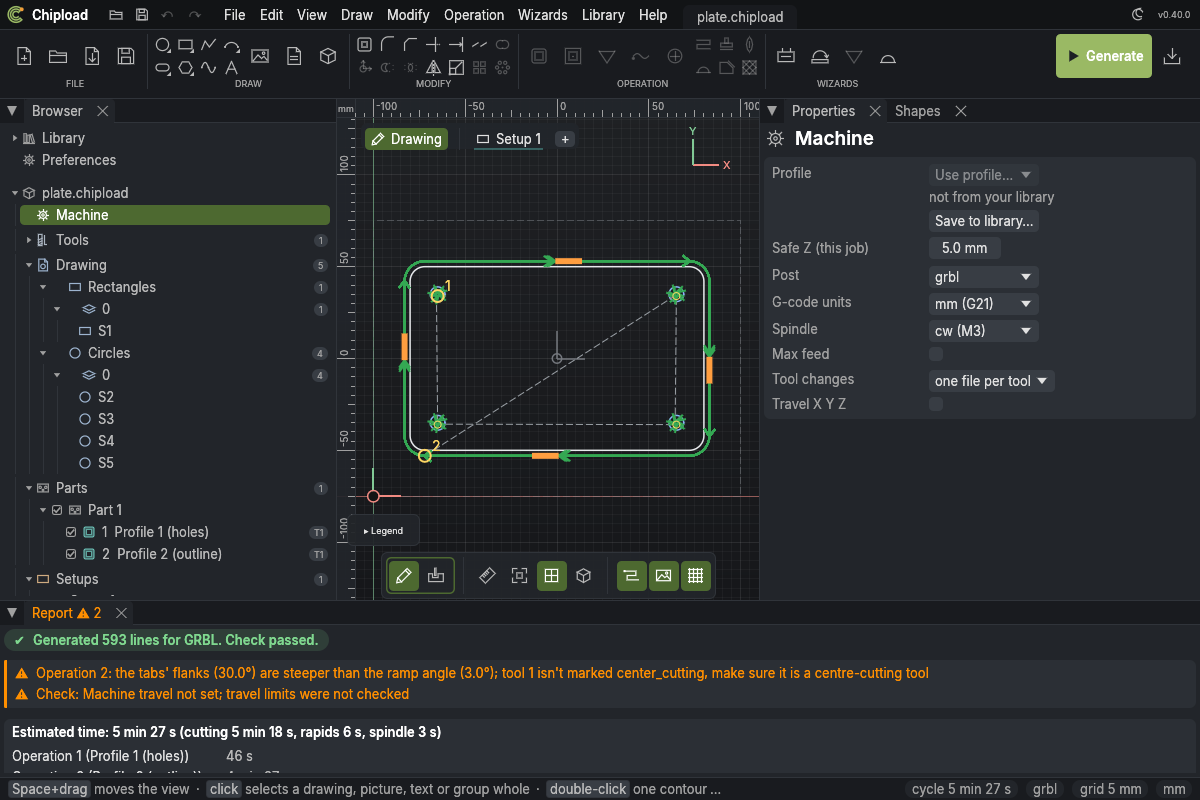 Chipload File Edit View Draw Modify Operation Wizards Library Help plate.chipload v0.40.0
Generate
FILE DRAW MODIFY OPERATION WIZARDS
Browser
Library
Preferences
plate.chipload
Machine
Tools 1
Drawing 5
Rectangles 1
0 1
S1
Circles 4
0 4
S2
S3
S4
S5
Parts 1
Part 1
1 Profile 1 (holes) T1
2 Profile 2 (outline) T1
Setups 1
mm -100 -50 0 50 100
Drawing Setup 1 +
Y
X
100
50
0
-50
-100
1
2
Legend
Properties Shapes
Machine
Profile Use profile...
not from your library
Save to library...
Safe Z (this job) 5.0 mm
Post grbl
G-code units mm (G21)
Spindle cw (M3)
Max feed
Tool changes one file per tool
Travel X Y Z
Report 2
Generated 593 lines for GRBL. Check passed.
Operation 2: the tabs' flanks (30.0°) are steeper than the ramp angle (3.0°); tool 1 isn't marked center_cutting, make sure it is a centre-cutting tool
Check: Machine travel not set; travel limits were not checked
Estimated time: 5 min 27 s (cutting 5 min 18 s, rapids 6 s, spindle 3 s)
Operation 1 (Profile 1 (holes)) 46 s
Space+drag moves the view · click selects a drawing, picture, text or group whole · double-click one contour ... cycle 5 min 27 s grbl grid 5 mm mm